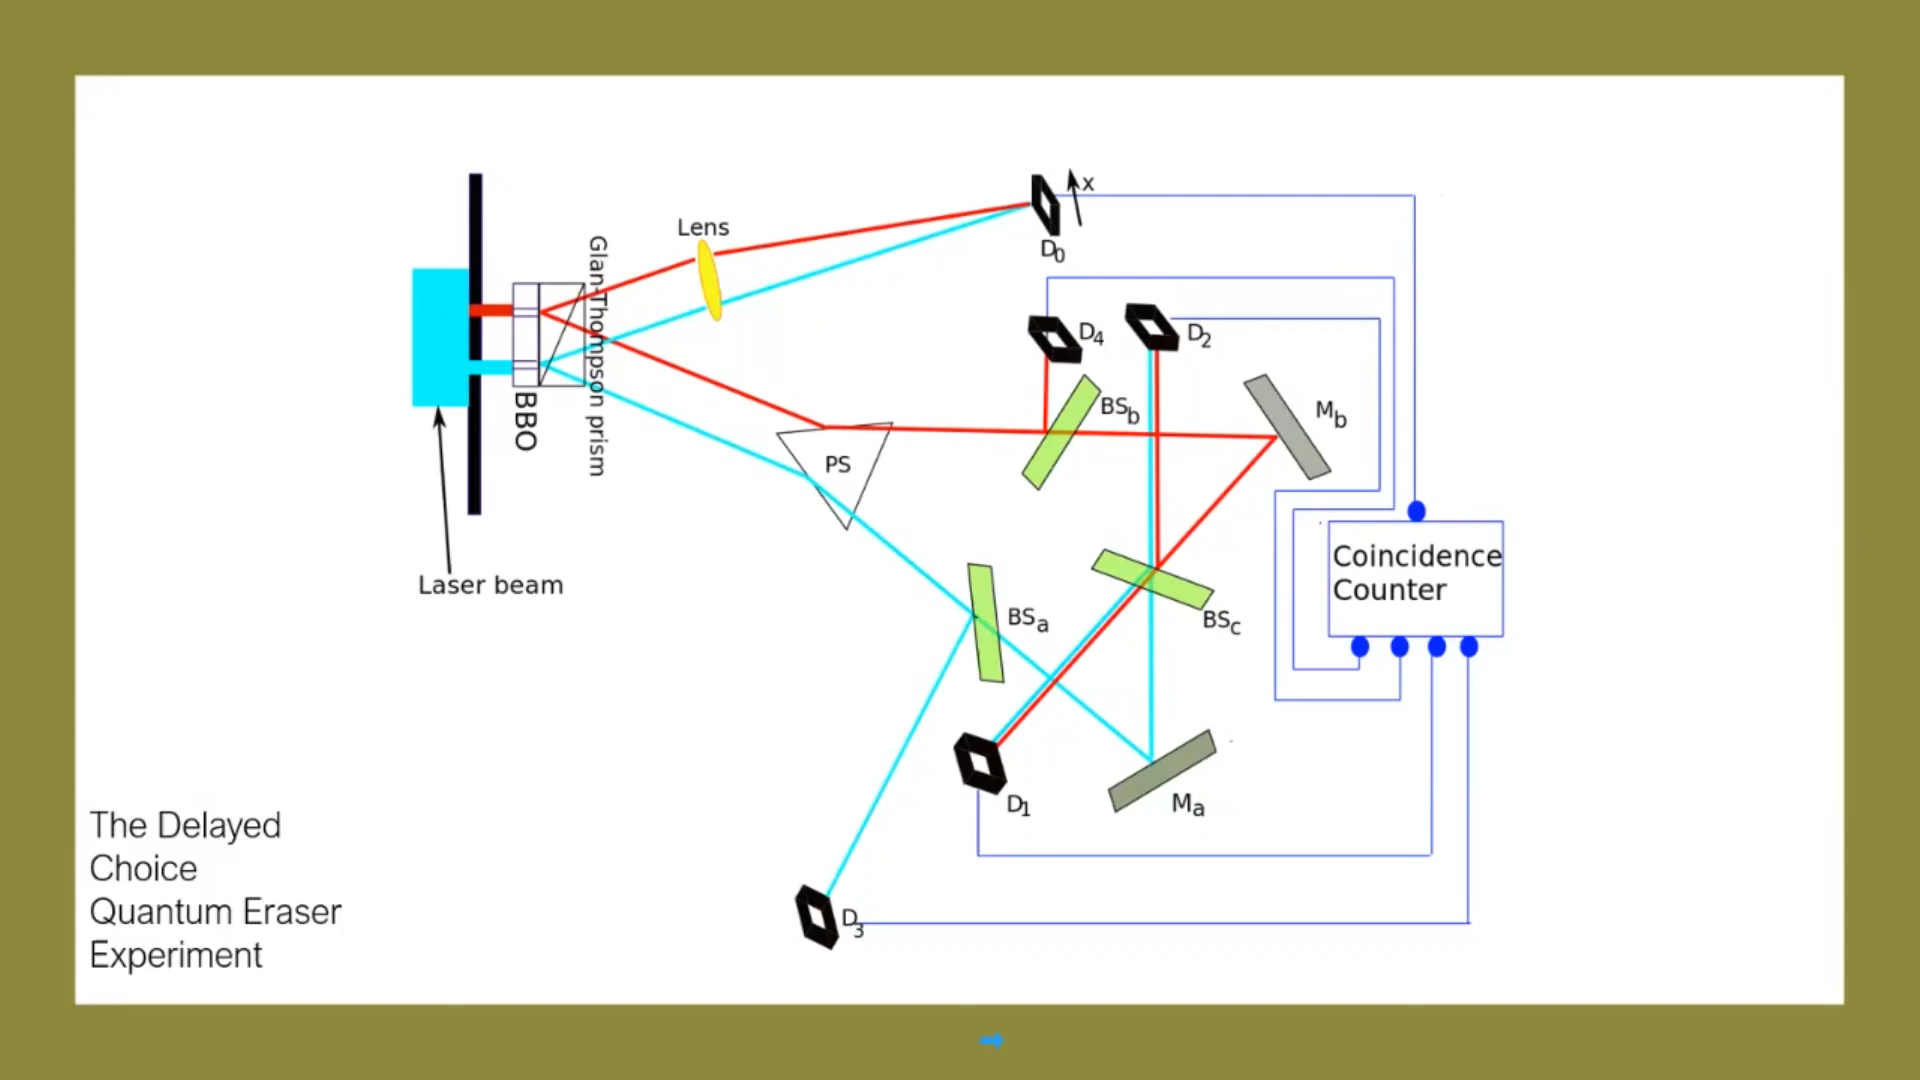 Lens
x
D0
Glan-Thompson prism
D4
D2
BSb
Mb
BBO
PS
Coincidence
Counter
Laser beam
BSa
BSc
D1
Ma
The Delayed
Choice
Quantum Eraser
Experiment
D3